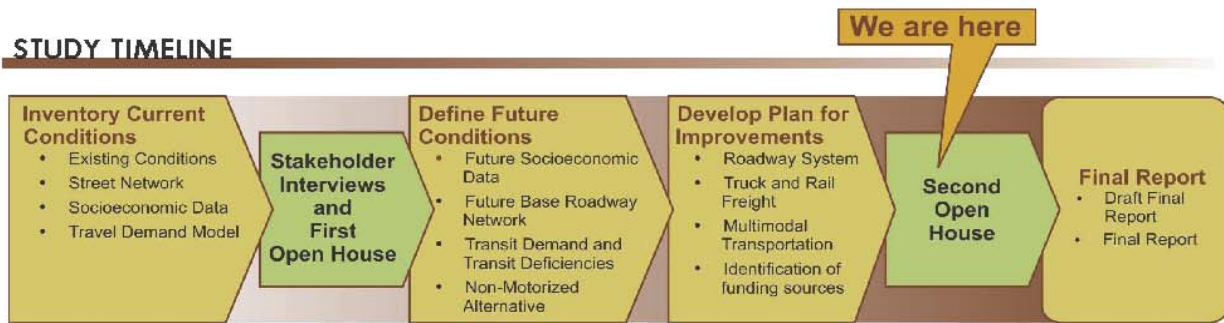 We are here
STUDY TIMELINE
Inventory Current
Conditions
• Existing Conditions
• Street Network
• Socioeconomic Data
• Travel Demand Model
Stakeholder
Interviews
and
First
Open House
Define Future
Conditions
• Future Socioeconomic
Data
• Future Base Roadway
Network
• Transit Demand and
Transit Deficiencies
• Non-Motorized
Alternative
Develop Plan for
Improvements
• Roadway System
• Truck and Rail
Freight
• Multimodal
Transportation
• Identification of
funding sources
Second
Open
House
Final Report
• Draft Final
Report
• Final Report